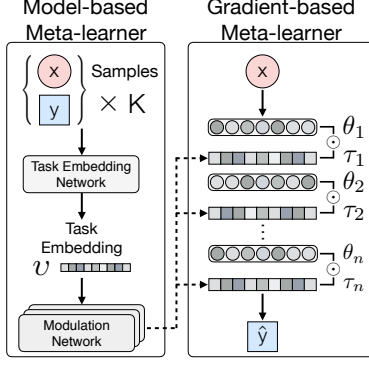 Model-based
Meta-learner
x
y
Samples
× K
Task Embedding
Network
Task
Embedding
υ
Modulation
Network
Gradient-based
Meta-learner
x
θ₁
⊙
τ₁
θ₂
⊙
τ₂
⋮
θₙ
⊙
τₙ
ŷ